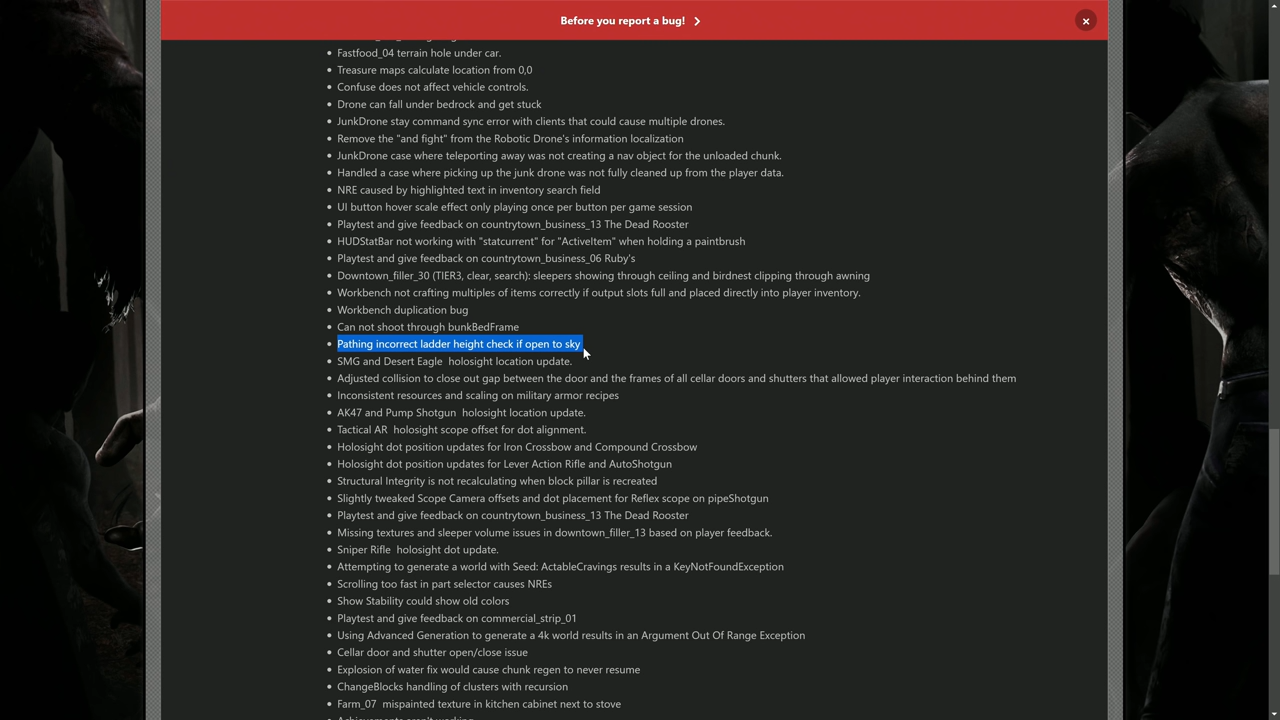 Before you report a bug!
Fastfood_04 terrain hole under car.
Treasure maps calculate location from 0,0
Confuse does not affect vehicle controls.
Drone can fall under bedrock and get stuck
JunkDrone stay command sync error with clients that could cause multiple drones.
Remove the "and fight" from the Robotic Drone's information localization
JunkDrone case where teleporting away was not creating a nav object for the unloaded chunk.
Handled a case where picking up the junk drone was not fully cleaned up from the player data.
NRE caused by highlighted text in inventory search field
UI button hover scale effect only playing once per button per game session
Playtest and give feedback on countrytown_business_13 The Dead Rooster
HUDStatBar not working with "statcurrent" for "ActiveItem" when holding a paintbrush
Playtest and give feedback on countrytown_business_06 Ruby's
Downtown_filler_30 (TIER3, clear, search): sleepers showing through ceiling and birdnest clipping through awning
Workbench not crafting multiples of items correctly if output slots full and placed directly into player inventory.
Workbench duplication bug
Can not shoot through bunkBedFrame
Pathing incorrect ladder height check if open to sky
SMG and Desert Eagle  holosight location update.
Adjusted collision to close out gap between the door and the frames of all cellar doors and shutters that allowed player interaction behind them
Inconsistent resources and scaling on military armor recipes
AK47 and Pump Shotgun  holosight location update.
Tactical AR  holosight scope offset for dot alignment.
Holosight dot position updates for Iron Crossbow and Compound Crossbow
Holosight dot position updates for Lever Action Rifle and AutoShotgun
Structural Integrity is not recalculating when block pillar is recreated
Slightly tweaked Scope Camera offsets and dot placement for Reflex scope on pipeShotgun
Playtest and give feedback on countrytown_business_13 The Dead Rooster
Missing textures and sleeper volume issues in downtown_filler_13 based on player feedback.
Sniper Rifle  holosight dot update.
Attempting to generate a world with Seed: ActableCravings results in a KeyNotFoundException
Scrolling too fast in part selector causes NREs
Show Stability could show old colors
Playtest and give feedback on commercial_strip_01
Using Advanced Generation to generate a 4k world results in an Argument Out Of Range Exception
Cellar door and shutter open/close issue
Explosion of water fix would cause chunk regen to never resume
ChangeBlocks handling of clusters with recursion
Farm_07  mispainted texture in kitchen cabinet next to stove